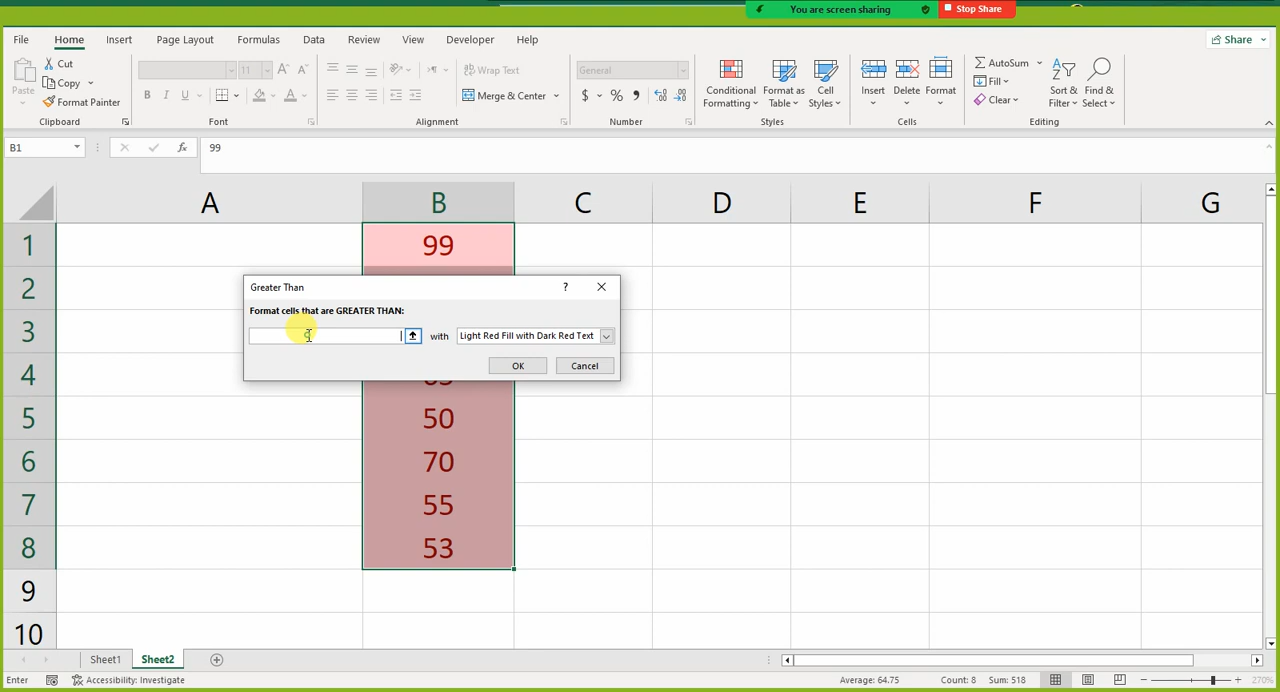 You are screen sharing
Stop Share
File Home Insert Page Layout Formulas Data Review View Developer Help
Share
Paste
Cut
Copy
Format Painter
Clipboard
11 A A
B I U A
Font
Wrap Text
Merge & Center
Alignment
General
$ % 9
Number
Conditional Formatting
Format as Table
Cell Styles
Styles
Insert Delete Format
Cells
AutoSum
Fill
Clear
Sort & Filter
Find & Select
Editing
B1 fx 99
A B C D E F G
1 99
2
3
4
5 50
6 70
7 55
8 53
9
10
Greater Than ?
Format cells that are GREATER THAN:
with Light Red Fill with Dark Red Text
OK Cancel
Sheet1 Sheet2
Enter Accessibility: Investigate Average: 64.75 Count: 8 Sum: 518 270%